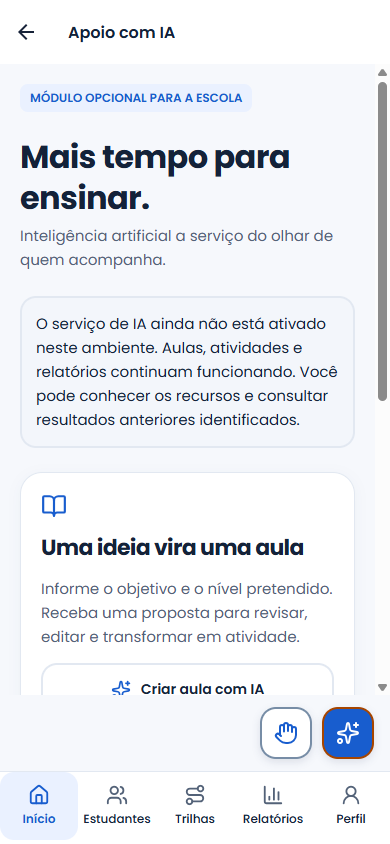 Apoio com IA
MÓDULO OPCIONAL PARA A ESCOLA
Mais tempo para
ensinar.
Inteligência artificial a serviço do olhar de
quem acompanha.
O serviço de IA ainda não está ativado
neste ambiente. Aulas, atividades e
relatórios continuam funcionando. Você
pode conhecer os recursos e consultar
resultados anteriores identificados.
Uma ideia vira uma aula
Informe o objetivo e o nível pretendido.
Receba uma proposta para revisar,
editar e transformar em atividade.
Criar aula com IA
Início
Estudantes
Trilhas
Relatórios
Perfil